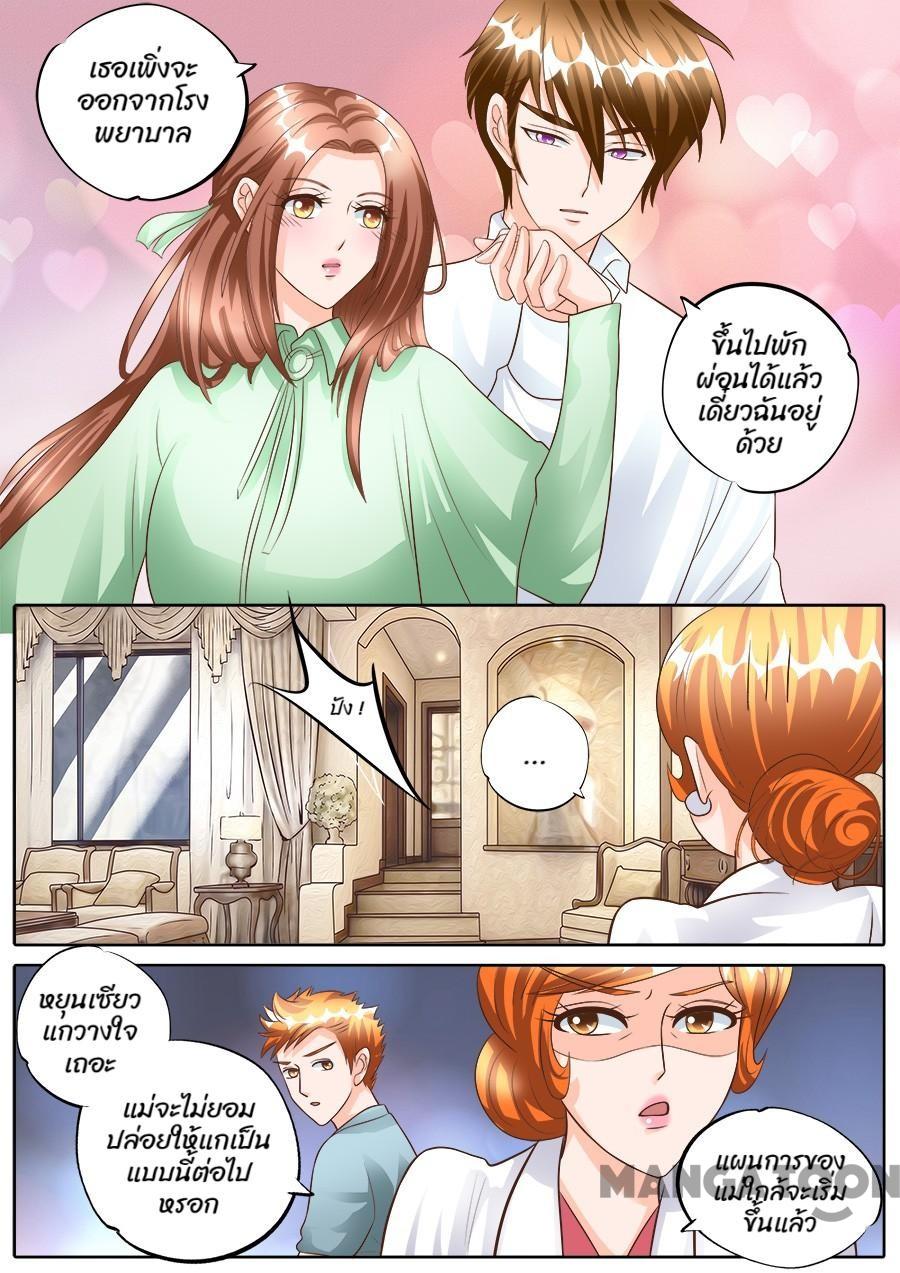 เธอเพิ่งจะ
ออกจากโรง
พยาบาล
ขึ้นไปพัก
ผ่อนได้แล้ว
เดี๋ยวฉันอยู่
ด้วย
ปัง !
...
หยุนเซียว
แกวางใจ
เถอะ
แม่จะไม่ยอม
ปล่อยให้แกเป็น
แบบนี้ต่อไป
หรอก
แผนการของ
แม่ใกล้จะเริ่ม
ขึ้นแล้ว
MANGATOON